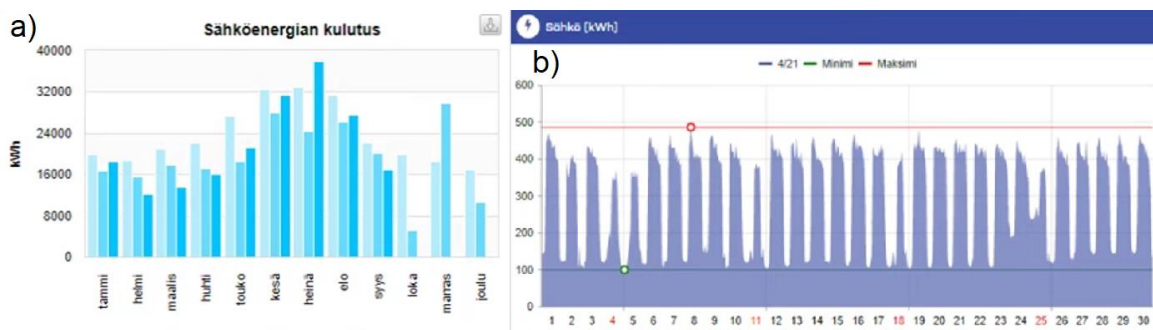 a)
Sähköenergian kulutus
40000
32000
24000
16000
8000
0
kWh
tammi
helmi
maalis
huhti
touko
kesä
heinä
elo
syys
loka
marras
joulu
Sähkö [kWh]
b)
4/21 Minimi Maksimi
600
500
400
300
200
100
0
1 2 3 4 5 6 7 8 9 10 11 12 13 14 15 16 17 18 19 20 21 22 23 24 25 26 27 28 29 30